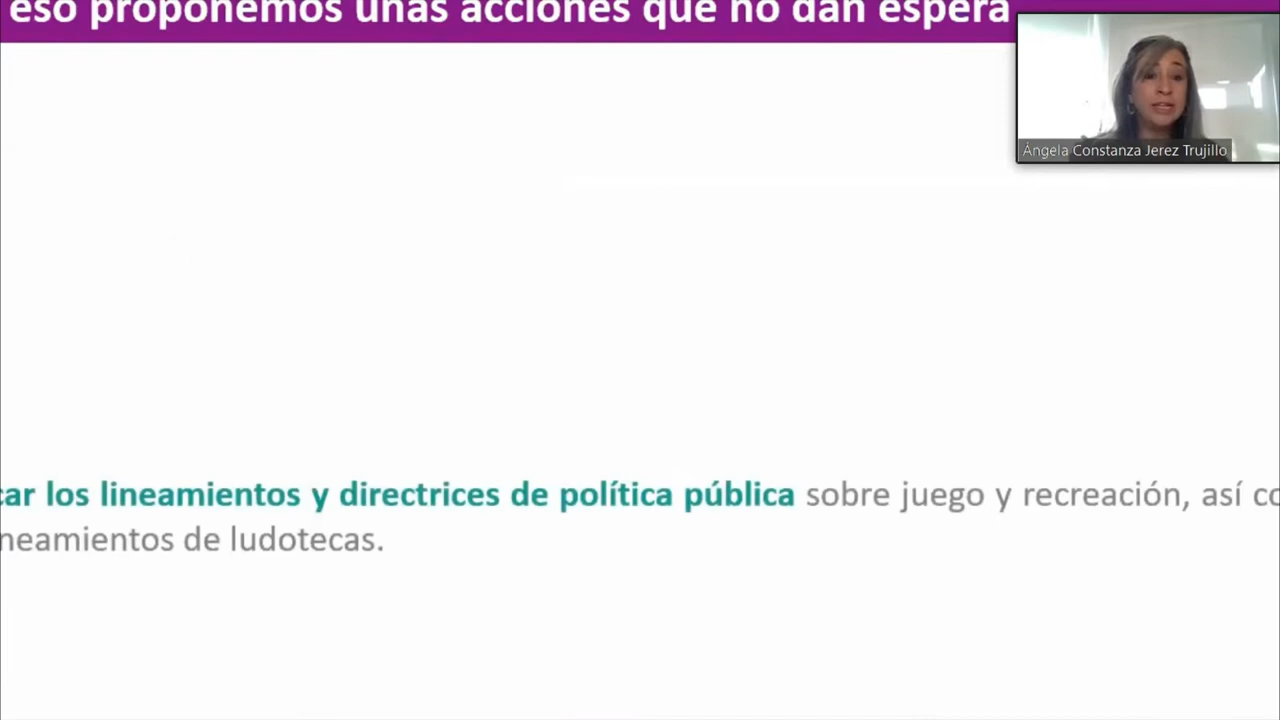 eso proponemos unas acciones que no dan espera
Ángela Constanza Jerez Trujillo
car los lineamientos y directrices de política pública sobre juego y recreación, así co
neamientos de ludotecas.